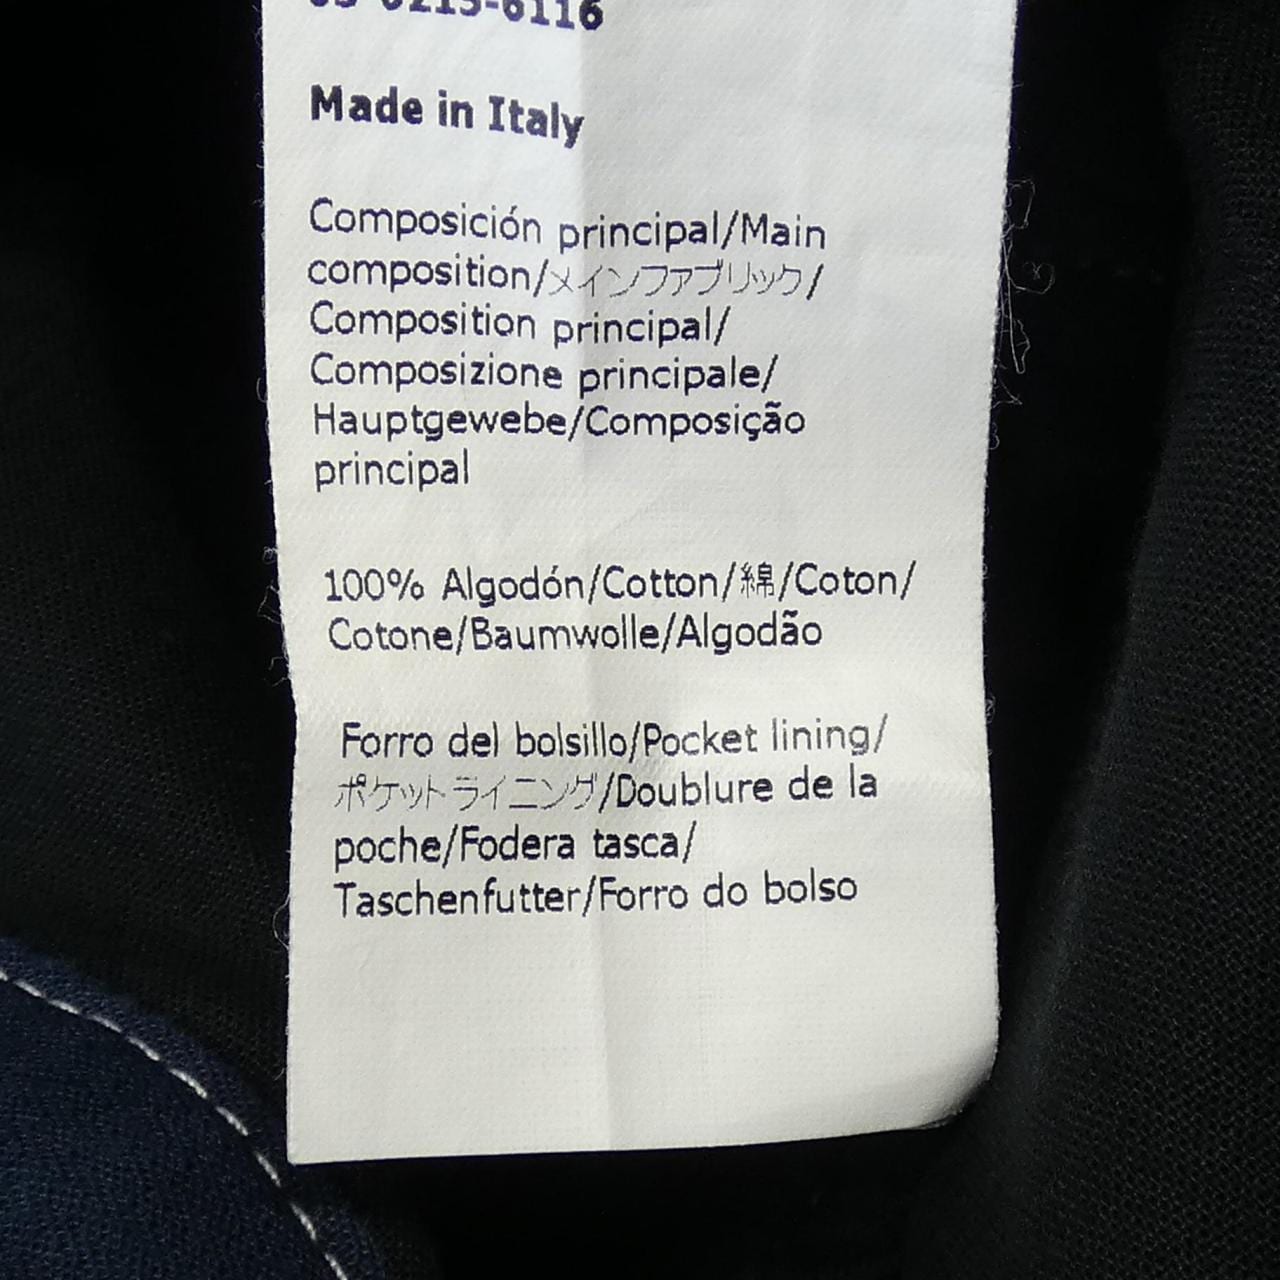 -6116
Made in Italy
Composición principal/Main
composition/メインファブリック/
Composition principal/
Composizione principale/
Hauptgewebe/Composição
principal
100% Algodón/Cotton/綿/Coton/
Cotone/Baumwolle/Algodão
Forro del bolsillo/Pocket lining/
ポケットライニング/Doublure de la
poche/Fodera tasca/
Taschenfutter/Forro do bolso